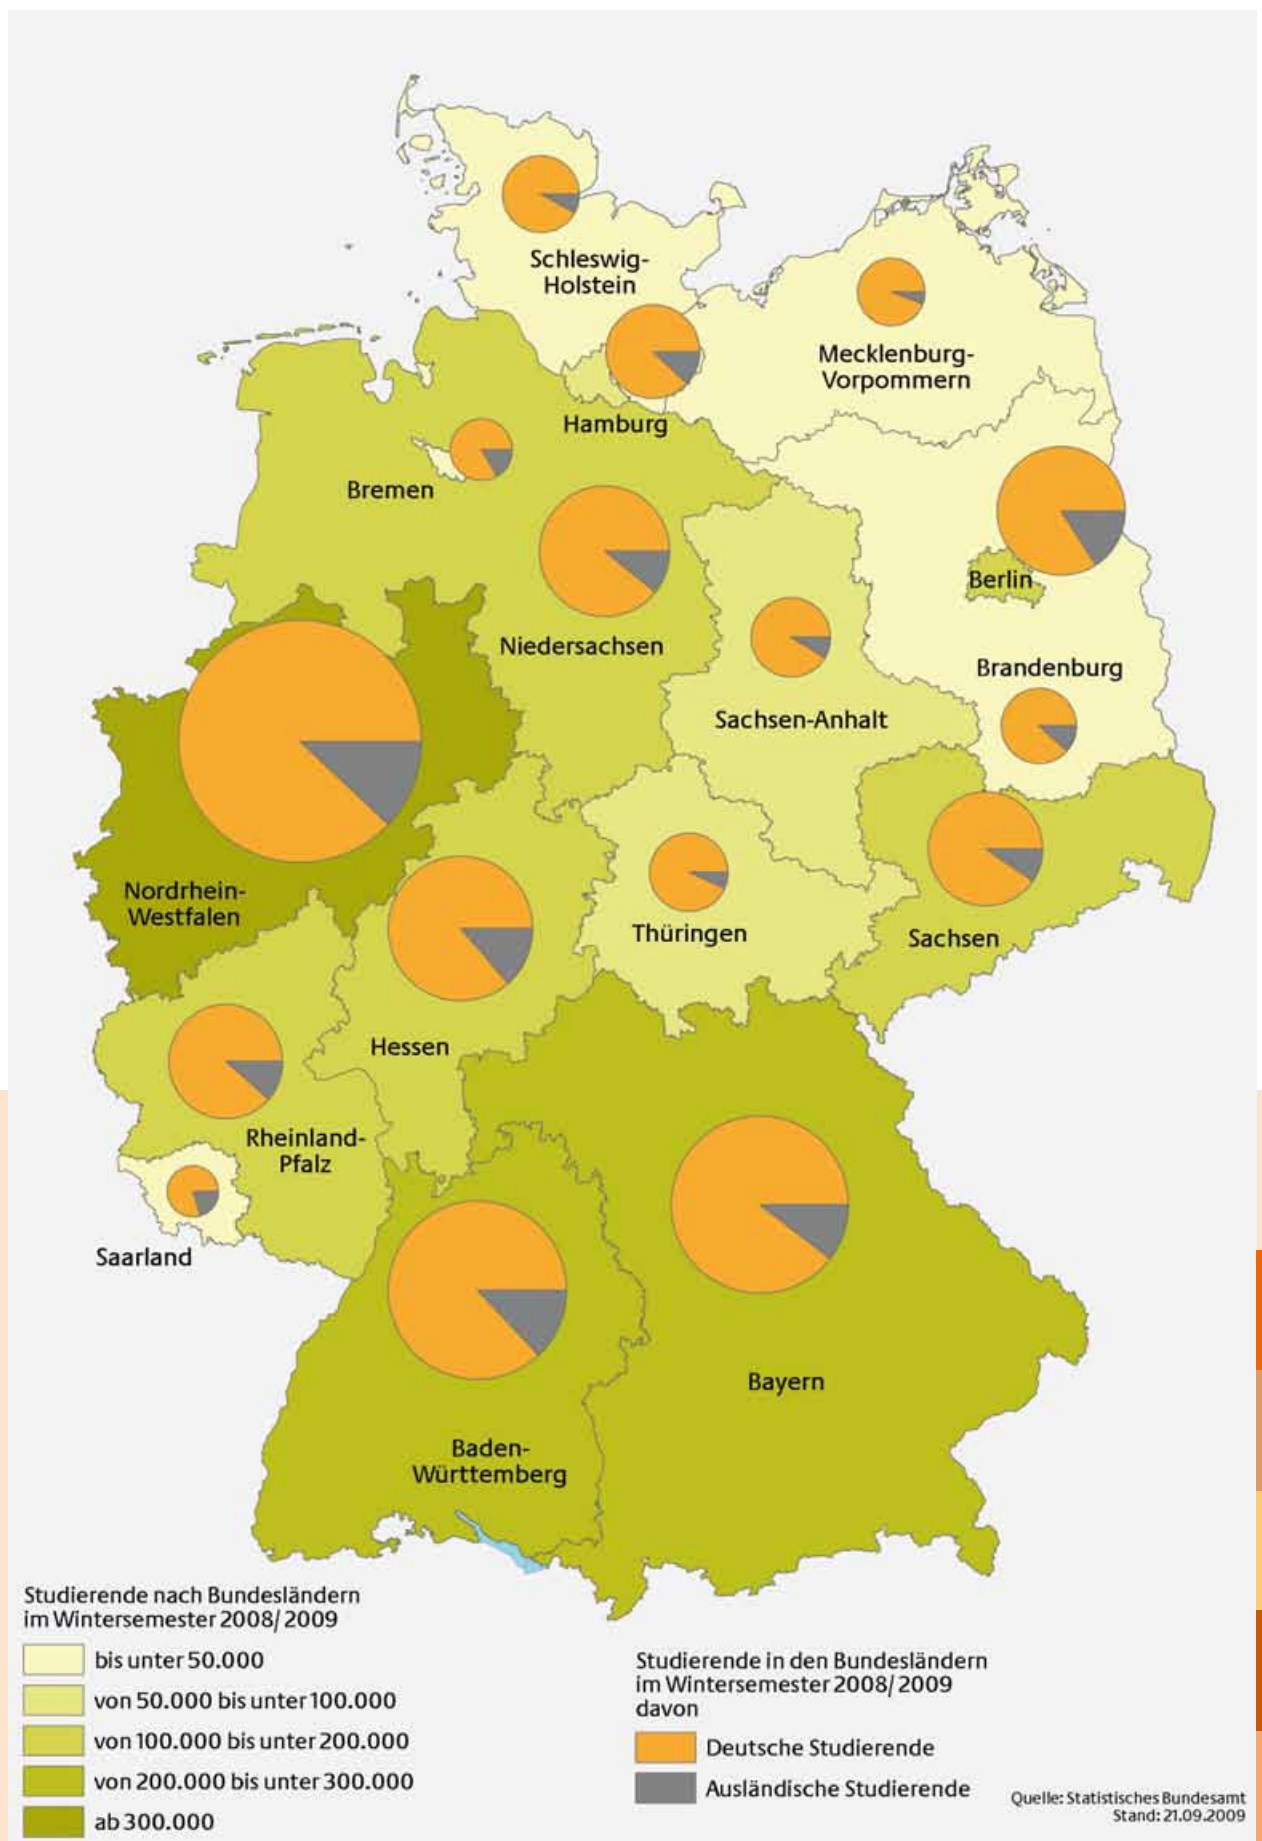 Schleswig-
Holstein
Mecklenburg-
Vorpommern
Hamburg
Bremen
Berlin
Niedersachsen
Brandenburg
Sachsen-Anhalt
Nordrhein-
Westfalen
Thüringen
Sachsen
Hessen
Rheinland-
Pfalz
Saarland
Bayern
Baden-
Württemberg
Studierende nach Bundesländern
im Wintersemester 2008/2009
bis unter 50.000
von 50.000 bis unter 100.000
von 100.000 bis unter 200.000
von 200.000 bis unter 300.000
ab 300.000
Studierende in den Bundesländern
im Wintersemester 2008/2009
davon
Deutsche Studierende
Ausländische Studierende
Quelle: Statistisches Bundesamt
Stand: 21.09.2009